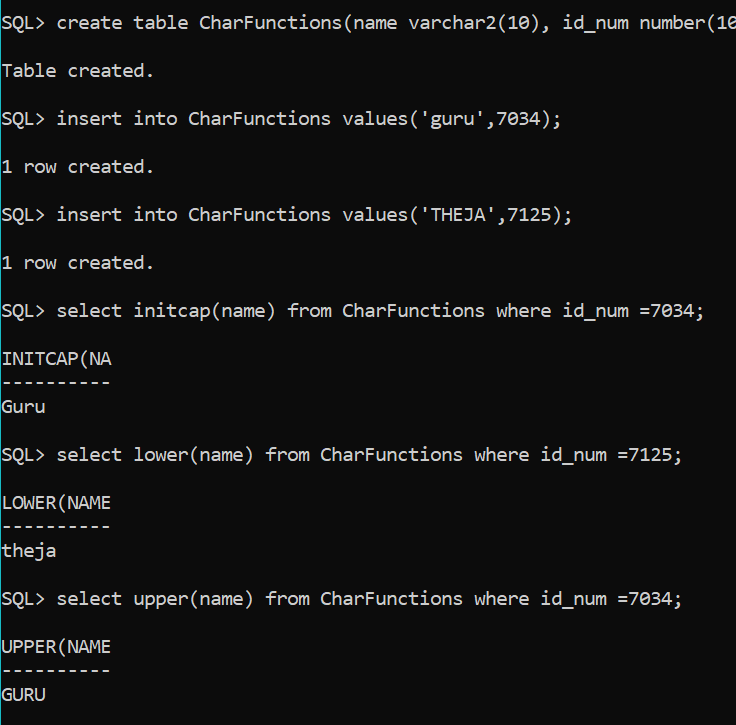 SQL> create table CharFunctions(name varchar2(10), id_num number(10
Table created.
SQL> insert into CharFunctions values('guru',7034);
1 row created.
SQL> insert into CharFunctions values('THEJA',7125);
1 row created.
SQL> select initcap(name) from CharFunctions where id_num =7034;
INITCAP(NA
----------
Guru
SQL> select lower(name) from CharFunctions where id_num =7125;
LOWER(NAME
----------
theja
SQL> select upper(name) from CharFunctions where id_num =7034;
UPPER(NAME
----------
GURU